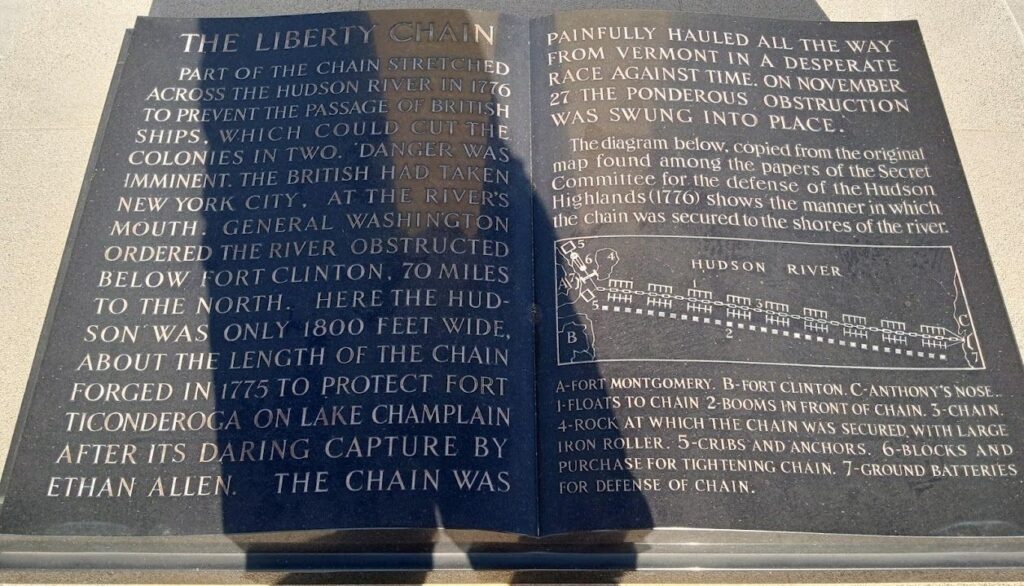 THE LIBERTY CHAIN
PART OF THE CHAIN STRETCHED
ACROSS THE HUDSON RIVER IN 1776
TO PREVENT THE PASSAGE OF BRITISH
SHIPS, WHICH COULD CUT THE
COLONIES IN TWO. DANGER WAS
IMMINENT. THE BRITISH HAD TAKEN
NEW YORK CITY, AT THE RIVER'S
MOUTH. GENERAL WASHINGTON
ORDERED THE RIVER OBSTRUCTED
BELOW FORT CLINTON, 70 MILES
TO THE NORTH. HERE THE HUD-
SON WAS ONLY 1800 FEET WIDE,
ABOUT THE LENGTH OF THE CHAIN
FORGED IN 1775 TO PROTECT FORT
TICONDEROGA ON LAKE CHAMPLAIN
AFTER ITS DARING CAPTURE BY
ETHAN ALLEN. THE CHAIN WAS
PAINFULLY HAULED ALL THE WAY
FROM VERMONT IN A DESPERATE
RACE AGAINST TIME. ON NOVEMBER
27 THE PONDEROUS OBSTRUCTION
WAS SWUNG INTO PLACE.
The diagram below, copied from the original
map found among the papers of the Secret
Committee for the defense of the Hudson
Highlands (1776) shows the manner in which
the chain was secured to the shores of the river.
5
6
4
A
HUDSON RIVER
5
1
3
2
B
C
7
A-FORT MONTGOMERY. B-FORT CLINTON. C-ANTHONY'S NOSE.
1-FLOATS TO CHAIN 2-BOOMS IN FRONT OF CHAIN. 3-CHAIN.
4-ROCK AT WHICH THE CHAIN WAS SECURED WITH LARGE
IRON ROLLER. 5-CRIBS AND ANCHORS. 6-BLOCKS AND
PURCHASE FOR TIGHTENING CHAIN. 7-GROUND BATTERIES
FOR DEFENSE OF CHAIN.